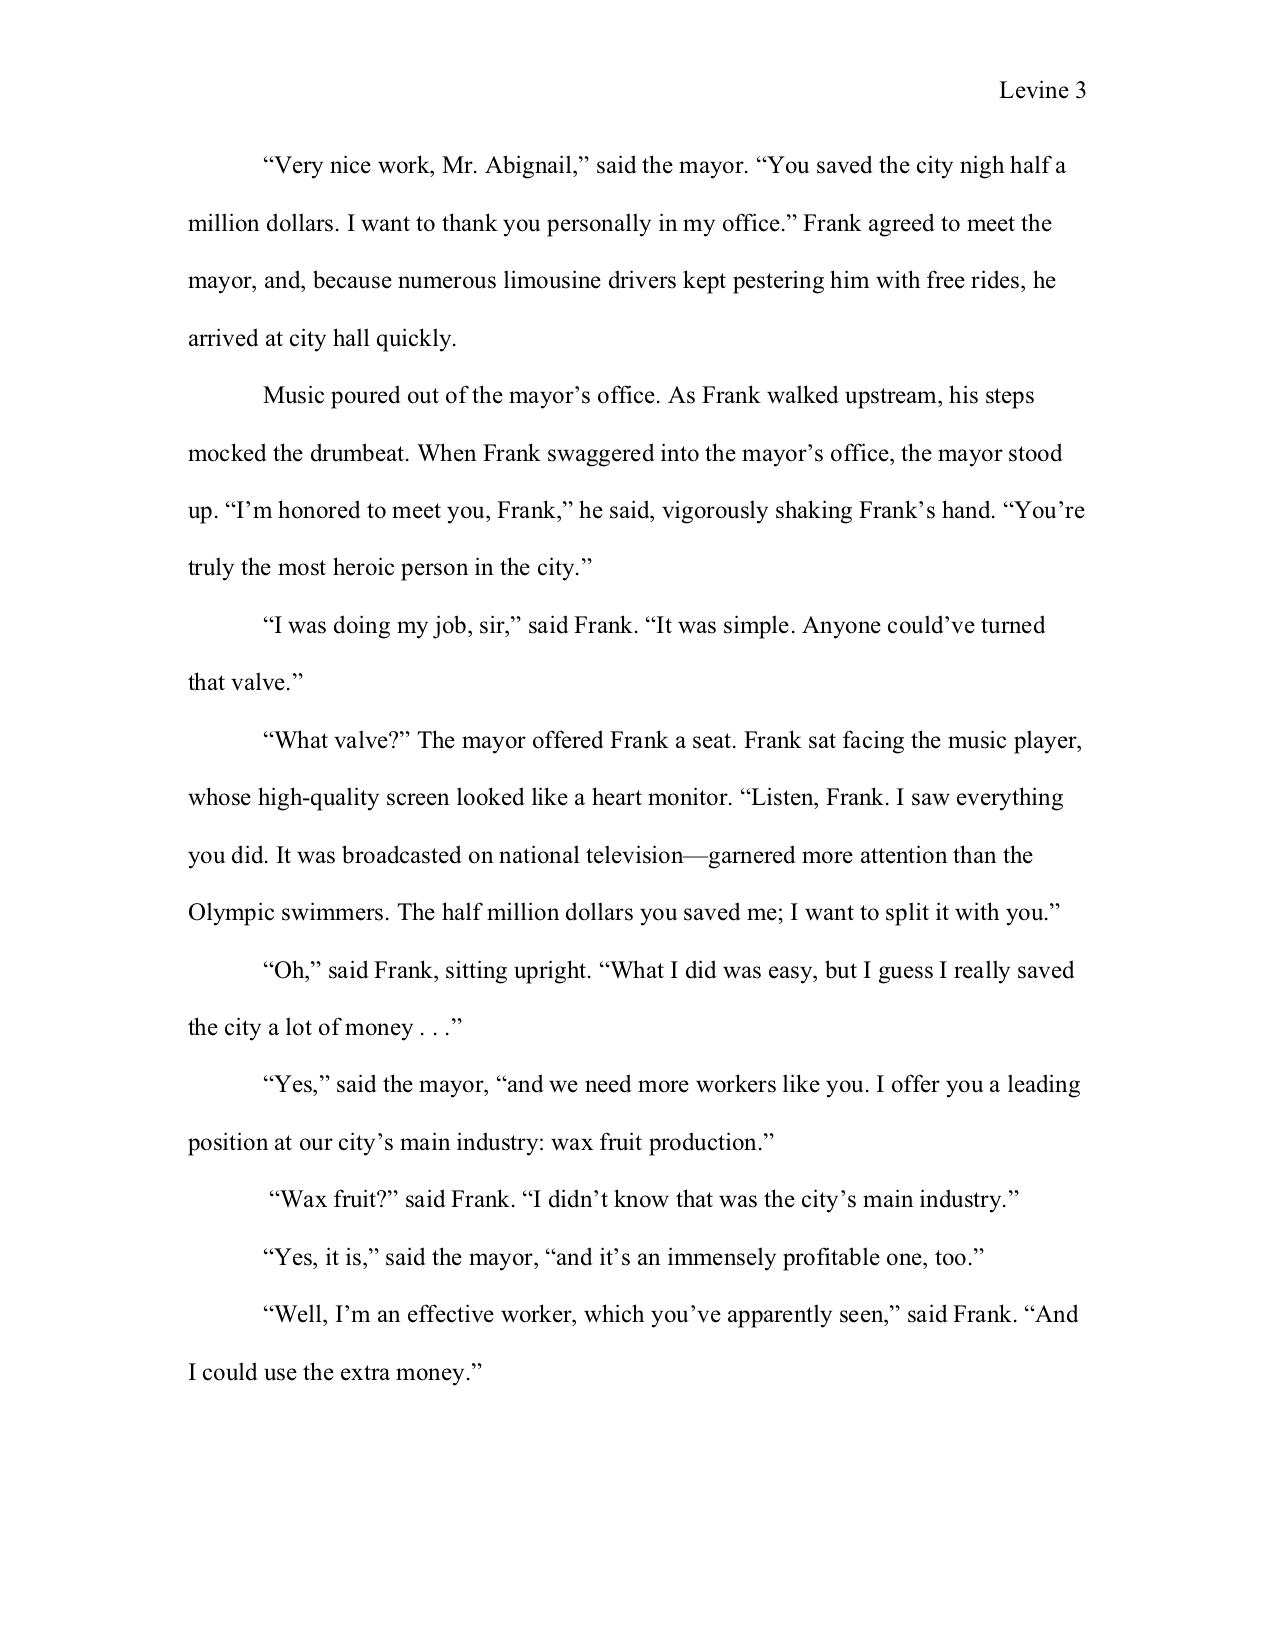 Levine 3
“Very nice work, Mr. Abignail,” said the mayor. “You saved the city nigh half a
million dollars. I want to thank you personally in my office.” Frank agreed to meet the
mayor, and, because numerous limousine drivers kept pestering him with free rides, he
arrived at city hall quickly.
Music poured out of the mayor’s office. As Frank walked upstream, his steps
mocked the drumbeat. When Frank swaggered into the mayor’s office, the mayor stood
up. “I’m honored to meet you, Frank,” he said, vigorously shaking Frank’s hand. “You’re
truly the most heroic person in the city.”
“I was doing my job, sir,” said Frank. “It was simple. Anyone could’ve turned
that valve.”
“What valve?” The mayor offered Frank a seat. Frank sat facing the music player,
whose high-quality screen looked like a heart monitor. “Listen, Frank. I saw everything
you did. It was broadcasted on national television—garnered more attention than the
Olympic swimmers. The half million dollars you saved me; I want to split it with you.”
“Oh,” said Frank, sitting upright. “What I did was easy, but I guess I really saved
the city a lot of money . . .”
“Yes,” said the mayor, “and we need more workers like you. I offer you a leading
position at our city’s main industry: wax fruit production.”
“Wax fruit?” said Frank. “I didn’t know that was the city’s main industry.”
“Yes, it is,” said the mayor, “and it’s an immensely profitable one, too.”
“Well, I’m an effective worker, which you’ve apparently seen,” said Frank. “And
I could use the extra money.”